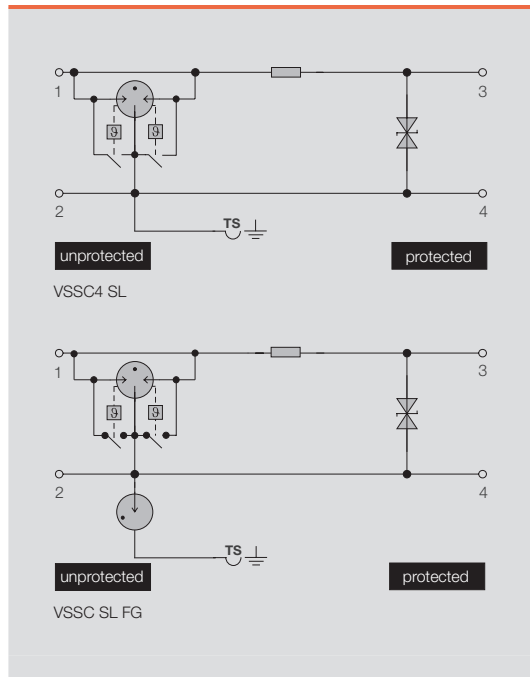 1 3
ϑ ϑ
2 4
TS
unprotected protected
VSSC4 SL
1 3
ϑ ϑ
2 4
TS
unprotected protected
VSSC SL FG